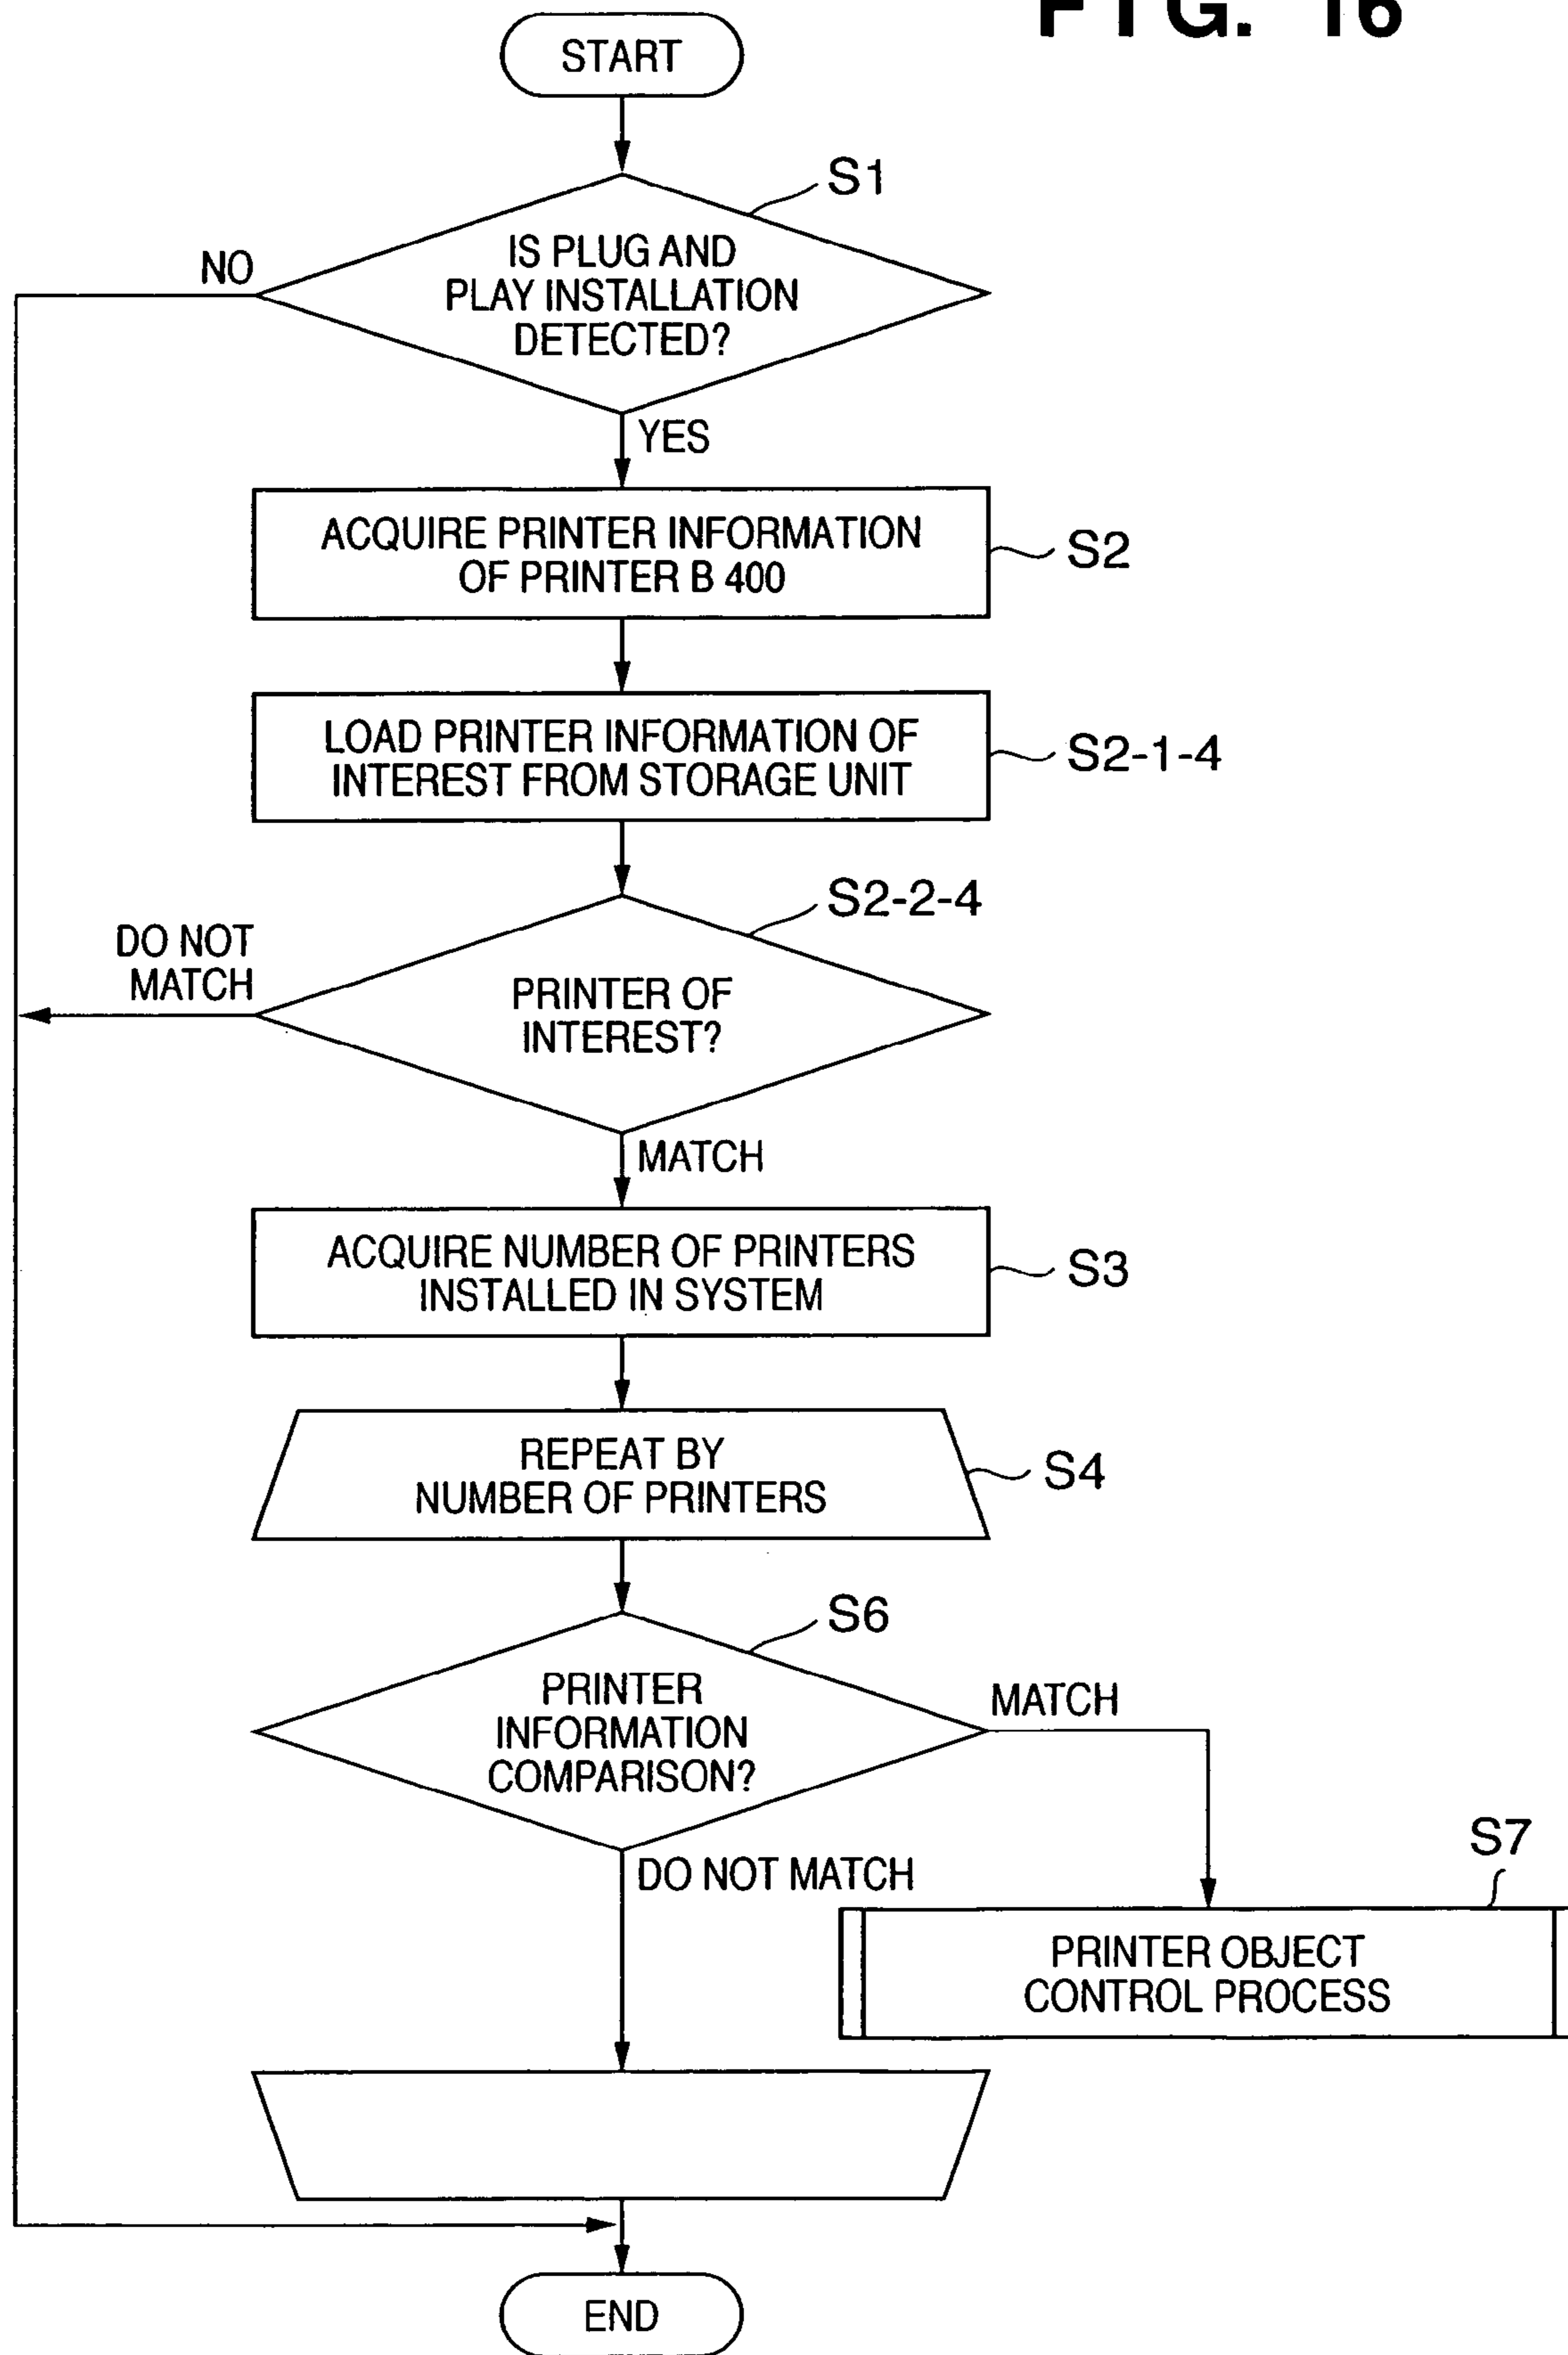 FIG. 16
START
S1
NO
IS PLUG AND
PLAY INSTALLATION
DETECTED?
YES
ACQUIRE PRINTER INFORMATION
OF PRINTER B 400
S2
LOAD PRINTER INFORMATION OF
INTEREST FROM STORAGE UNIT
S2-1-4
S2-2-4
DO NOT
MATCH
PRINTER OF
INTEREST?
MATCH
ACQUIRE NUMBER OF PRINTERS
INSTALLED IN SYSTEM
S3
REPEAT BY
NUMBER OF PRINTERS
S4
S6
PRINTER
INFORMATION
COMPARISON?
MATCH
DO NOT MATCH
S7
PRINTER OBJECT
CONTROL PROCESS
END